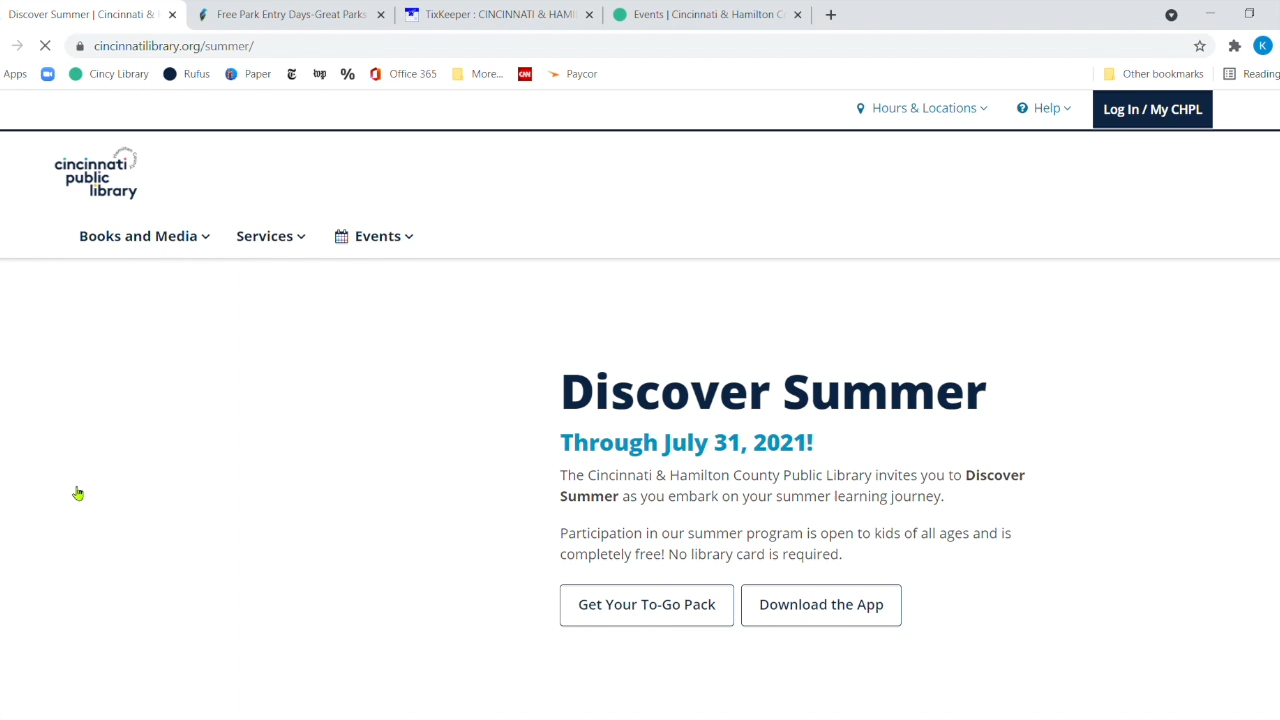 Discover Summer | Cincinnati &
Free Park Entry Days-Great Parks
TixKeeper : CINCINNATI & HAMI
Events | Cincinnati & Hamilton C
cincinnatilibrary.org/summer/
K
Apps
Cincy Library
Rufus
Paper
Office 365
More...
CNN
Paycor
Other bookmarks
Reading
Hours & Locations
Help
Log In / My CHPL
cincinnati
public
library
Books and Media
Services
Events
Discover Summer
Through July 31, 2021!
The Cincinnati & Hamilton County Public Library invites you to Discover
Summer as you embark on your summer learning journey.
Participation in our summer program is open to kids of all ages and is
completely free! No library card is required.
Get Your To-Go Pack
Download the App